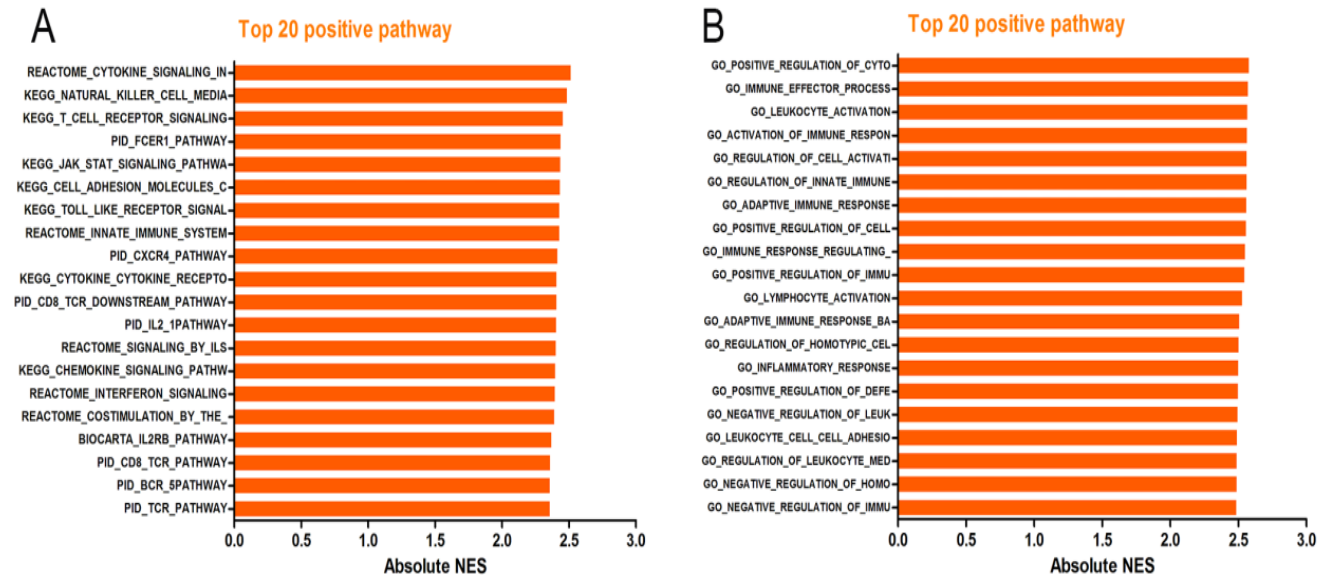 A
Top 20 positive pathway
REACTOME_CYTOKINE_SIGNALING_IN
KEGG_NATURAL_KILLER_CELL_MEDIA
KEGG_T_CELL_RECEPTOR_SIGNALING
PID_FCER1_PATHWAY
KEGG_JAK_STAT_SIGNALING_PATHWA
KEGG_CELL_ADHESION_MOLECULES_C
KEGG_TOLL_LIKE_RECEPTOR_SIGNAL
REACTOME_INNATE_IMMUNE_SYSTEM
PID_CXCR4_PATHWAY
KEGG_CYTOKINE_CYTOKINE_RECEPTO
PID_CD8_TCR_DOWNSTREAM_PATHWAY
PID_IL2_1PATHWAY
REACTOME_SIGNALING_BY_ILS
KEGG_CHEMOKINE_SIGNALING_PATHW
REACTOME_INTERFERON_SIGNALING
REACTOME_COSTIMULATION_BY_THE_
BIOCARTA_IL2RB_PATHWAY
PID_CD8_TCR_PATHWAY
PID_BCR_5PATHWAY
PID_TCR_PATHWAY
0.0 0.5 1.0 1.5 2.0 2.5 3.0
Absolute NES
B
Top 20 positive pathway
GO_POSITIVE_REGULATION_OF_CYTO
GO_IMMUNE_EFFECTOR_PROCESS
GO_LEUKOCYTE_ACTIVATION
GO_ACTIVATION_OF_IMMUNE_RESPON
GO_REGULATION_OF_CELL_ACTIVATI
GO_REGULATION_OF_INNATE_IMMUNE
GO_ADAPTIVE_IMMUNE_RESPONSE
GO_POSITIVE_REGULATION_OF_CELL
GO_IMMUNE_RESPONSE_REGULATING_
GO_POSITIVE_REGULATION_OF_IMMU
GO_LYMPHOCYTE_ACTIVATION
GO_ADAPTIVE_IMMUNE_RESPONSE_BA
GO_REGULATION_OF_HOMOTYPIC_CEL
GO_INFLAMMATORY_RESPONSE
GO_POSITIVE_REGULATION_OF_DEFE
GO_NEGATIVE_REGULATION_OF_LEUK
GO_LEUKOCYTE_CELL_CELL_ADHESIO
GO_REGULATION_OF_LEUKOCYTE_MED
GO_NEGATIVE_REGULATION_OF_HOMO
GO_NEGATIVE_REGULATION_OF_IMMU
0.0 0.5 1.0 1.5 2.0 2.5 3.0
Absolute NES